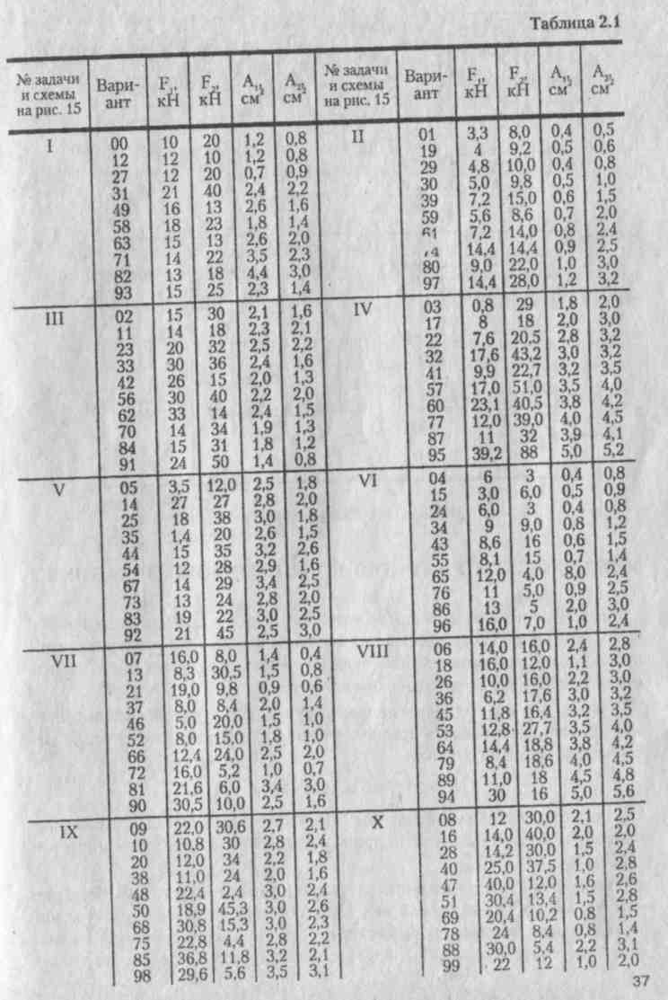 Таблица 2.1
№ задачи и схемы на рис. 15 | Вариант | F₁, кН | F₂, кН | A₁, см² | A₂, см² | № задачи и схемы на рис. 15 | Вариант | F₁, кН | F₂, кН | A₁, см² | A₂, см²
I 00 10 20 1,2 0,8 II 01 3,3 8,0 0,4 0,5
12 12 10 1,2 0,8 19 4 9,2 0,5 0,6
27 12 20 0,7 0,9 29 4,8 10,0 0,4 0,8
31 21 40 2,4 2,2 30 5,0 9,8 0,5 1,0
49 16 13 2,6 1,6 39 7,2 15,0 0,6 1,5
58 18 23 1,8 1,4 59 5,6 8,6 0,7 2,0
63 15 13 2,6 2,0 61 7,2 14,0 0,8 2,4
71 14 22 3,5 2,3 14,4 14,4 0,9 2,5
82 13 18 4,4 3,0 80 9,0 22,0 1,0 3,0
93 15 25 2,3 1,4 97 14,4 28,0 1,2 3,2
III 02 15 30 2,1 1,6 IV 03 0,8 29 1,8 2,0
11 14 18 2,3 2,1 17 8 18 2,0 3,0
23 20 32 2,5 2,2 22 7,6 20,5 2,8 3,2
33 30 36 2,4 1,6 32 17,6 43,2 3,0 3,2
42 26 15 2,0 1,3 41 9,9 22,7 3,2 3,5
56 30 40 2,2 2,0 57 17,0 51,0 3,5 4,0
62 33 14 2,4 1,5 60 23,1 40,5 3,8 4,2
70 14 34 1,9 1,3 77 12,0 39,0 4,0 4,5
84 15 31 1,8 1,2 87 11 32 3,9 4,1
91 24 50 1,4 0,8 95 39,2 88 5,0 5,2
V 05 3,5 12,0 2,5 1,8 VI 04 6 3 0,4 0,8
14 27 27 2,8 2,0 15 3,0 6,0 0,5 0,9
25 18 38 3,0 1,8 24 6,0 3 0,4 0,8
35 1,4 20 2,6 1,5 34 9 9,0 0,8 1,2
44 15 35 3,2 2,6 43 8,6 16 0,6 1,5
54 12 28 2,9 1,6 55 8,1 15 0,7 1,4
67 14 29 3,4 2,5 65 12,0 4,0 8,0 2,4
73 13 24 2,8 2,0 76 11 5,0 0,9 2,5
83 19 22 3,0 2,5 86 13 5 2,0 3,0
92 21 45 2,5 3,0 96 16,0 7,0 1,0 2,4
VII 07 16,0 8,0 1,4 0,4 VIII 06 14,0 16,0 2,4 2,8
13 8,3 30,5 1,5 0,8 18 16,0 12,0 1,1 3,0
21 19,0 9,8 0,9 0,6 26 10,0 16,0 2,2 3,0
37 8,0 8,4 2,0 1,4 36 6,2 17,6 3,0 3,2
46 5,0 20,0 1,5 1,0 45 11,8 16,4 3,2 3,5
52 8,0 15,0 1,8 1,0 53 12,8 27,7 3,5 4,0
66 12,4 24,0 2,5 2,0 64 14,4 18,8 3,8 4,2
72 16,0 5,2 1,0 0,7 79 8,4 18,6 4,0 4,5
81 21,6 6,0 3,4 3,0 89 11,0 18 4,5 4,8
90 30,5 10,0 2,5 1,6 94 30 16 5,0 5,6
IX 09 22,0 30,6 2,7 2,1 X 08 12 30,0 2,1 2,5
10 10,8 30 2,8 2,4 16 14,0 40,0 2,0 2,0
20 12,0 34 2,2 1,8 28 14,2 30,0 1,5 2,4
38 11,0 24 2,0 1,6 40 25,0 37,5 1,0 2,8
48 22,4 2,4 3,0 2,4 47 40,0 12,0 1,6 2,6
50 18,9 45,3 3,0 2,6 51 30,4 13,4 1,5 2,8
68 30,8 15,3 3,0 2,3 69 20,4 10,2 0,8 1,5
75 22,8 4,4 2,8 2,2 78 24 8,4 0,8 1,4
85 36,8 11,8 3,2 2,1 88 30,0 5,4 2,2 3,1
98 29,6 5,6 3,5 3,1 99 22 12 1,0 2,0
37